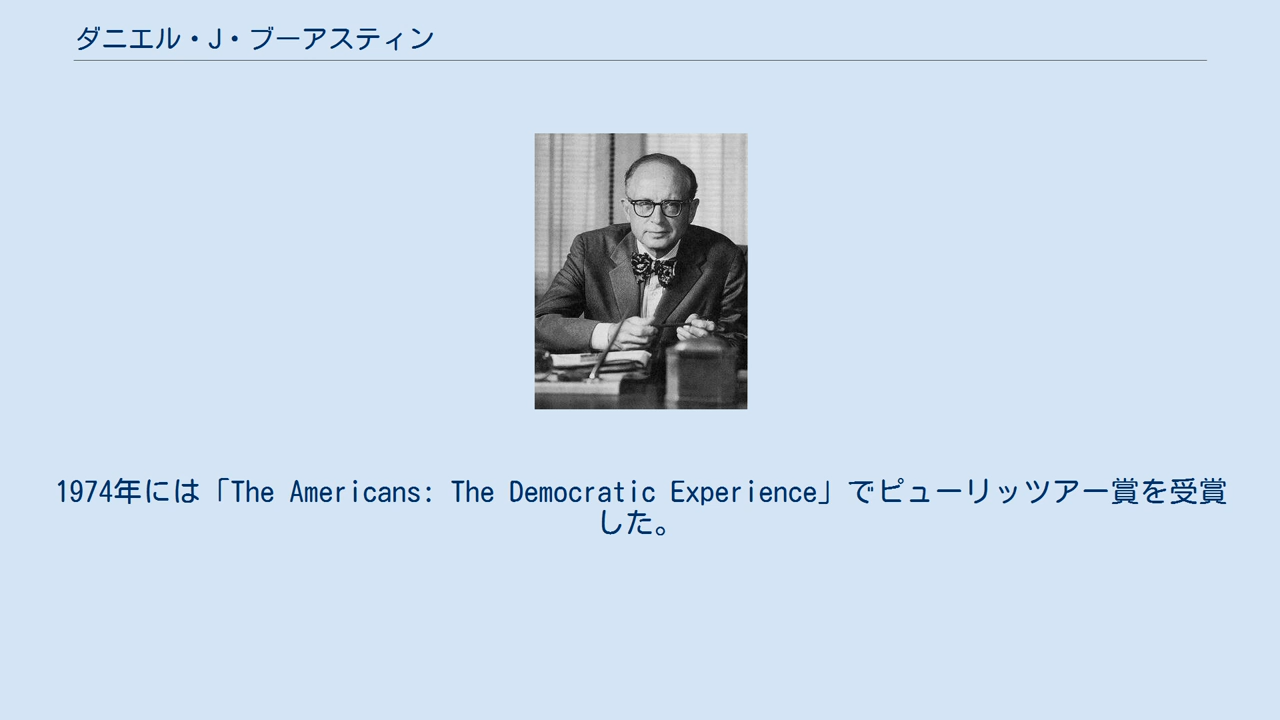 ダニエル・J・ブーアスティン
1974年には「The Americans: The Democratic Experience」でピューリッツアー賞を受賞
した。